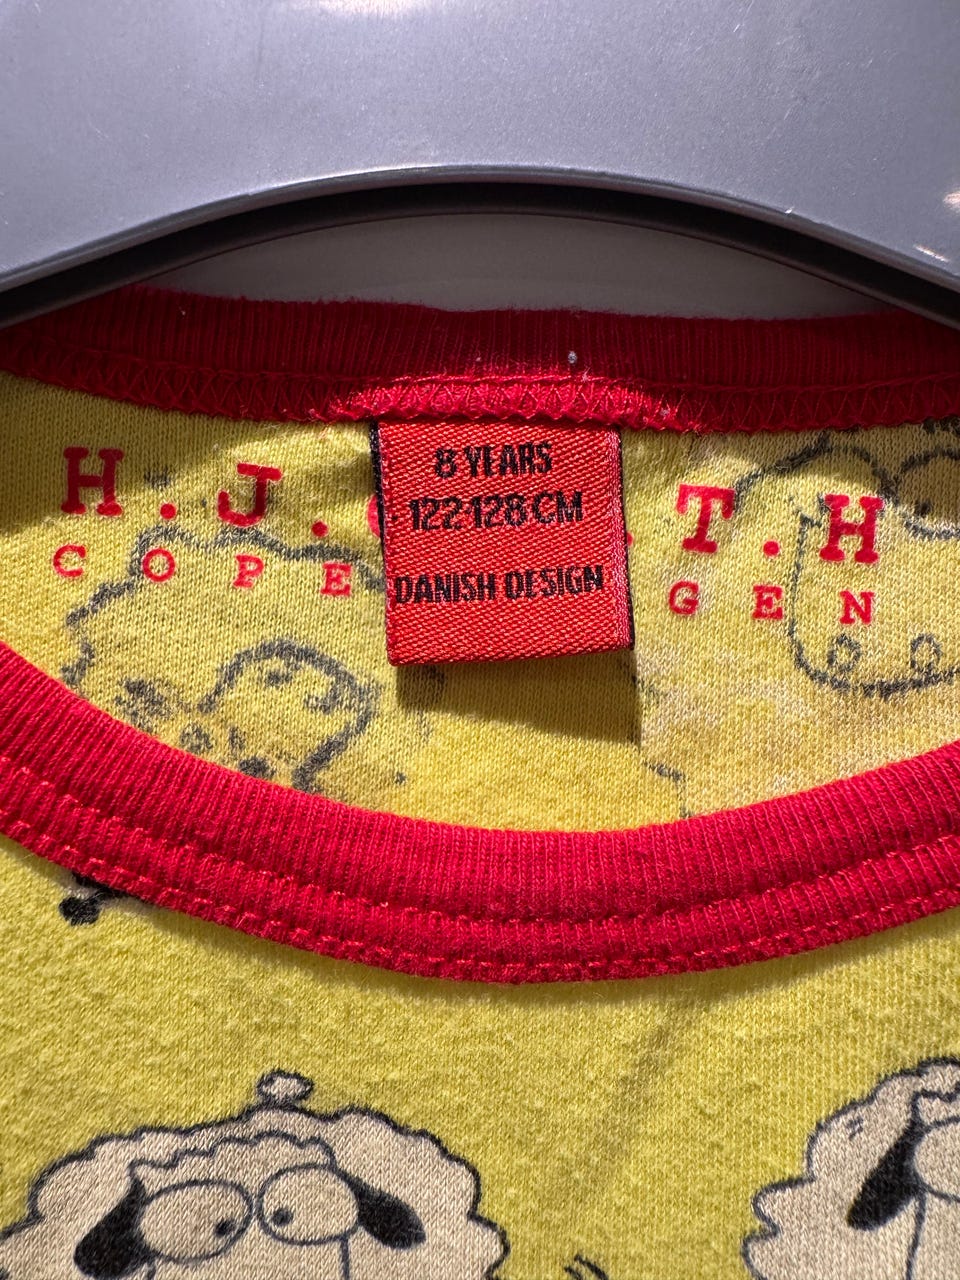 H.J. .T.H
COPE GEN
8 YEARS
122-128 CM
DANISH DESIGN